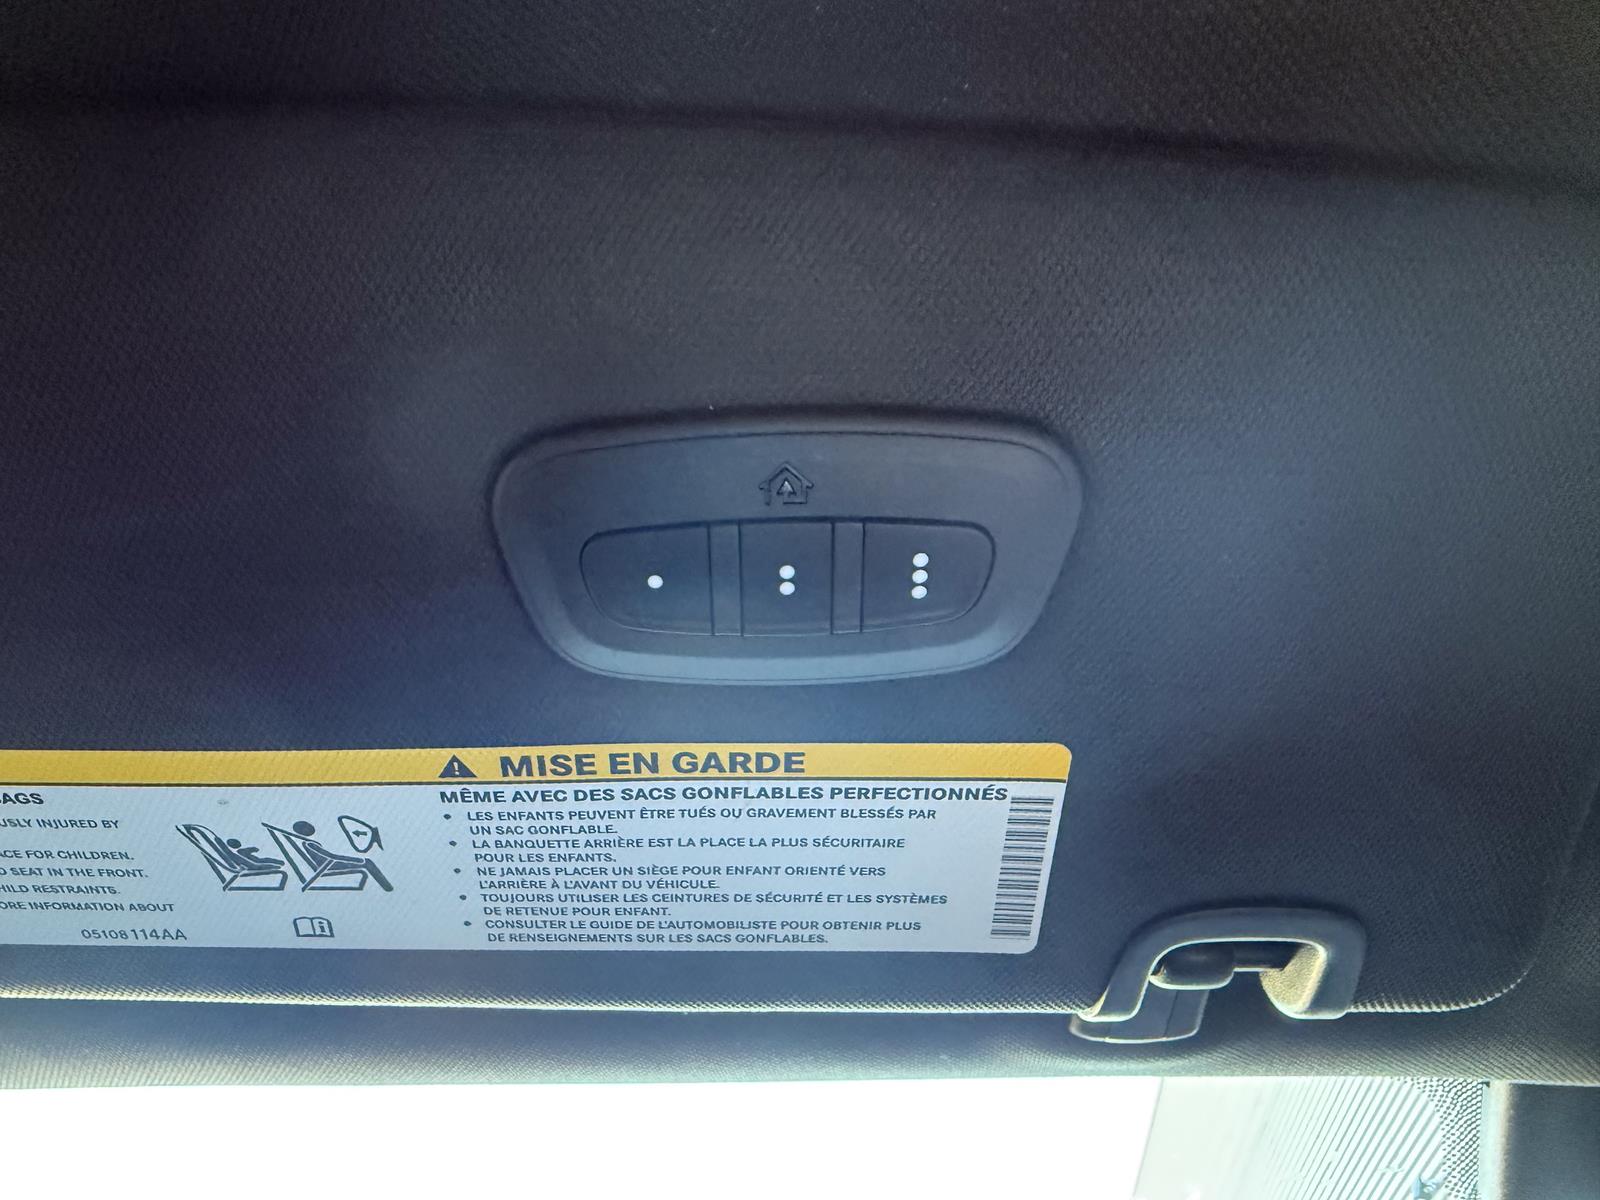 MISE EN GARDE
AGS
MÊME AVEC DES SACS GONFLABLES PERFECTIONNÉS
USLY INJURED BY
• LES ENFANTS PEUVENT ÊTRE TUÉS OU GRAVEMENT BLESSÉS PAR
UN SAC GONFLABLE.
• LA BANQUETTE ARRIÈRE EST LA PLACE LA PLUS SÉCURITAIRE
POUR LES ENFANTS.
ACE FOR CHILDREN.
D SEAT IN THE FRONT.
• NE JAMAIS PLACER UN SIÈGE POUR ENFANT ORIENTÉ VERS
L'ARRIÈRE À L'AVANT DU VÉHICULE.
HILD RESTRAINTS.
• TOUJOURS UTILISER LES CEINTURES DE SÉCURITÉ ET LES SYSTÈMES
DE RETENUE POUR ENFANT.
ORE INFORMATION ABOUT
• CONSULTER LE GUIDE DE L'AUTOMOBILISTE POUR OBTENIR PLUS
DE RENSEIGNEMENTS SUR LES SACS GONFLABLES.
05108114AA